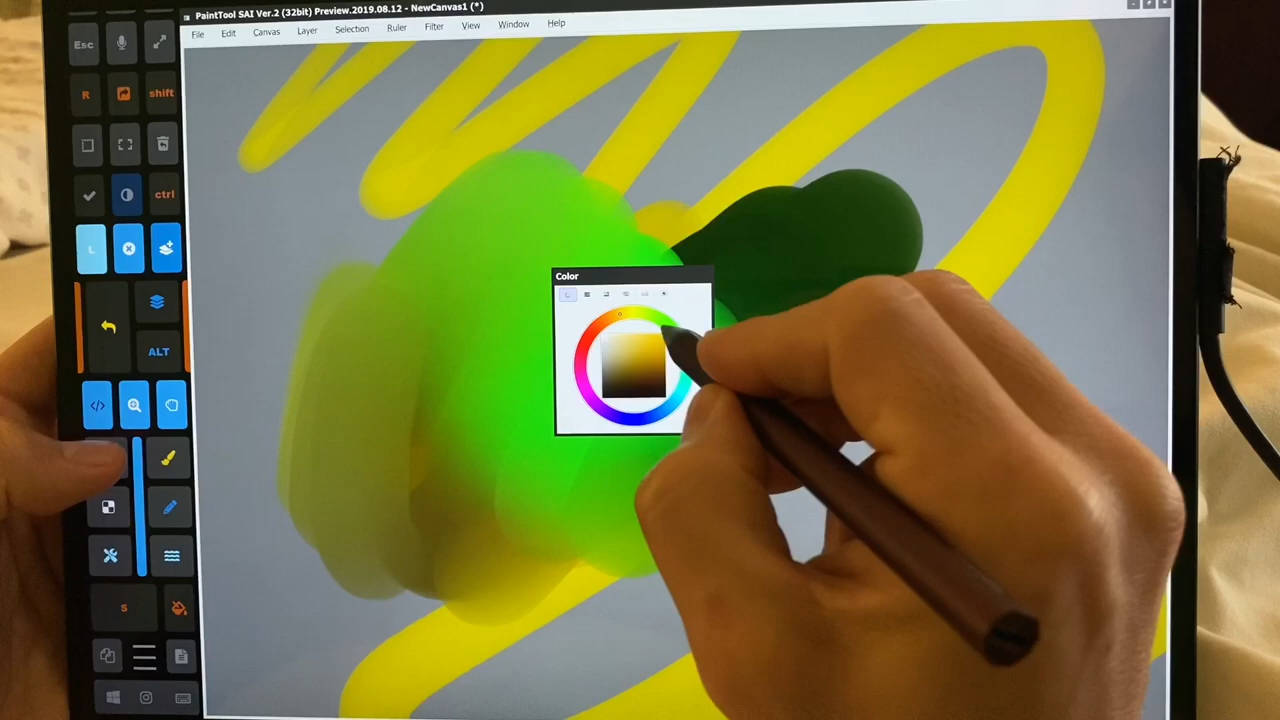 PaintTool SAI Ver.2 (32bit) Preview.2019.08.12 - NewCanvas1 (*)
File Edit Canvas Layer Selection Ruler Filter View Window Help
Esc
R shift
ctrl
L
ALT
</>
S
Color